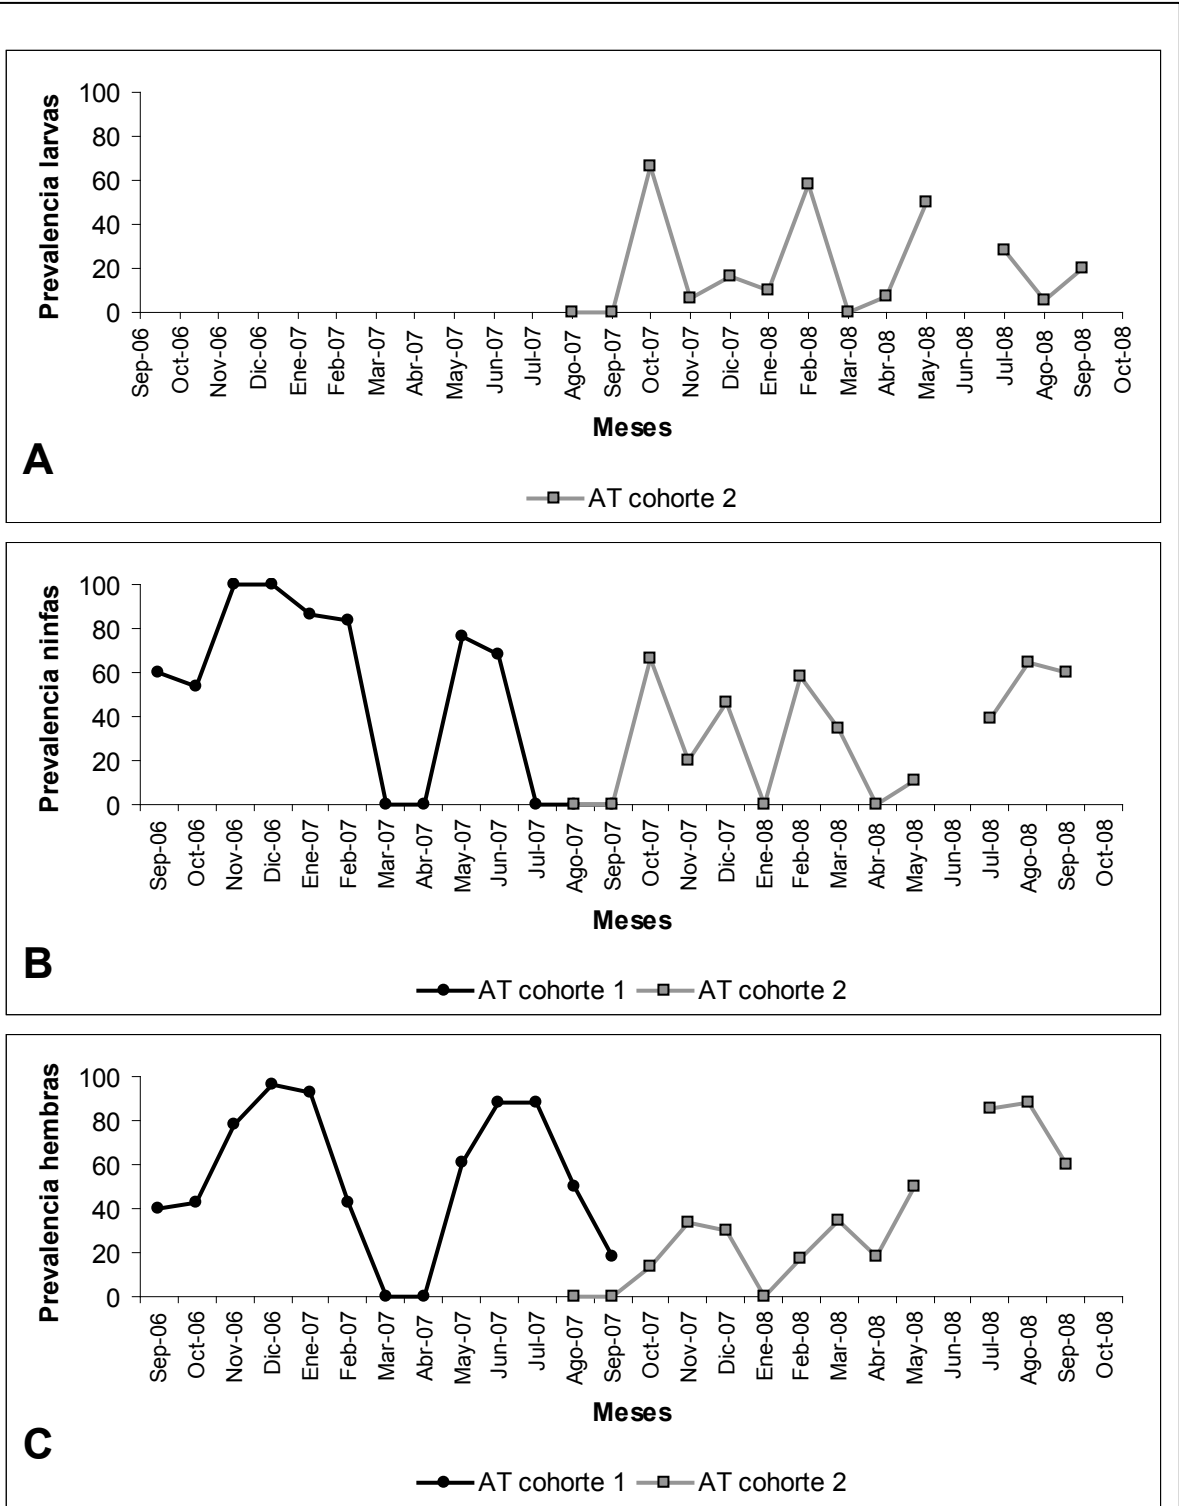 Prevalencia larvas
100
80
60
40
20
0
Sep-06 Oct-06 Nov-06 Dic-06 Ene-07 Feb-07 Mar-07 Abr-07 May-07 Jun-07 Jul-07 Ago-07 Sep-07 Oct-07 Nov-07 Dic-07 Ene-08 Feb-08 Mar-08 Abr-08 May-08 Jun-08 Jul-08 Ago-08 Sep-08 Oct-08
Meses
A
AT cohorte 2
Prevalencia ninfas
100
80
60
40
20
0
Sep-06 Oct-06 Nov-06 Dic-06 Ene-07 Feb-07 Mar-07 Abr-07 May-07 Jun-07 Jul-07 Ago-07 Sep-07 Oct-07 Nov-07 Dic-07 Ene-08 Feb-08 Mar-08 Abr-08 May-08 Jun-08 Jul-08 Ago-08 Sep-08 Oct-08
Meses
B
AT cohorte 1 AT cohorte 2
Prevalencia hembras
100
80
60
40
20
0
Sep-06 Oct-06 Nov-06 Dic-06 Ene-07 Feb-07 Mar-07 Abr-07 May-07 Jun-07 Jul-07 Ago-07 Sep-07 Oct-07 Nov-07 Dic-07 Ene-08 Feb-08 Mar-08 Abr-08 May-08 Jun-08 Jul-08 Ago-08 Sep-08 Oct-08
Meses
C
AT cohorte 1 AT cohorte 2